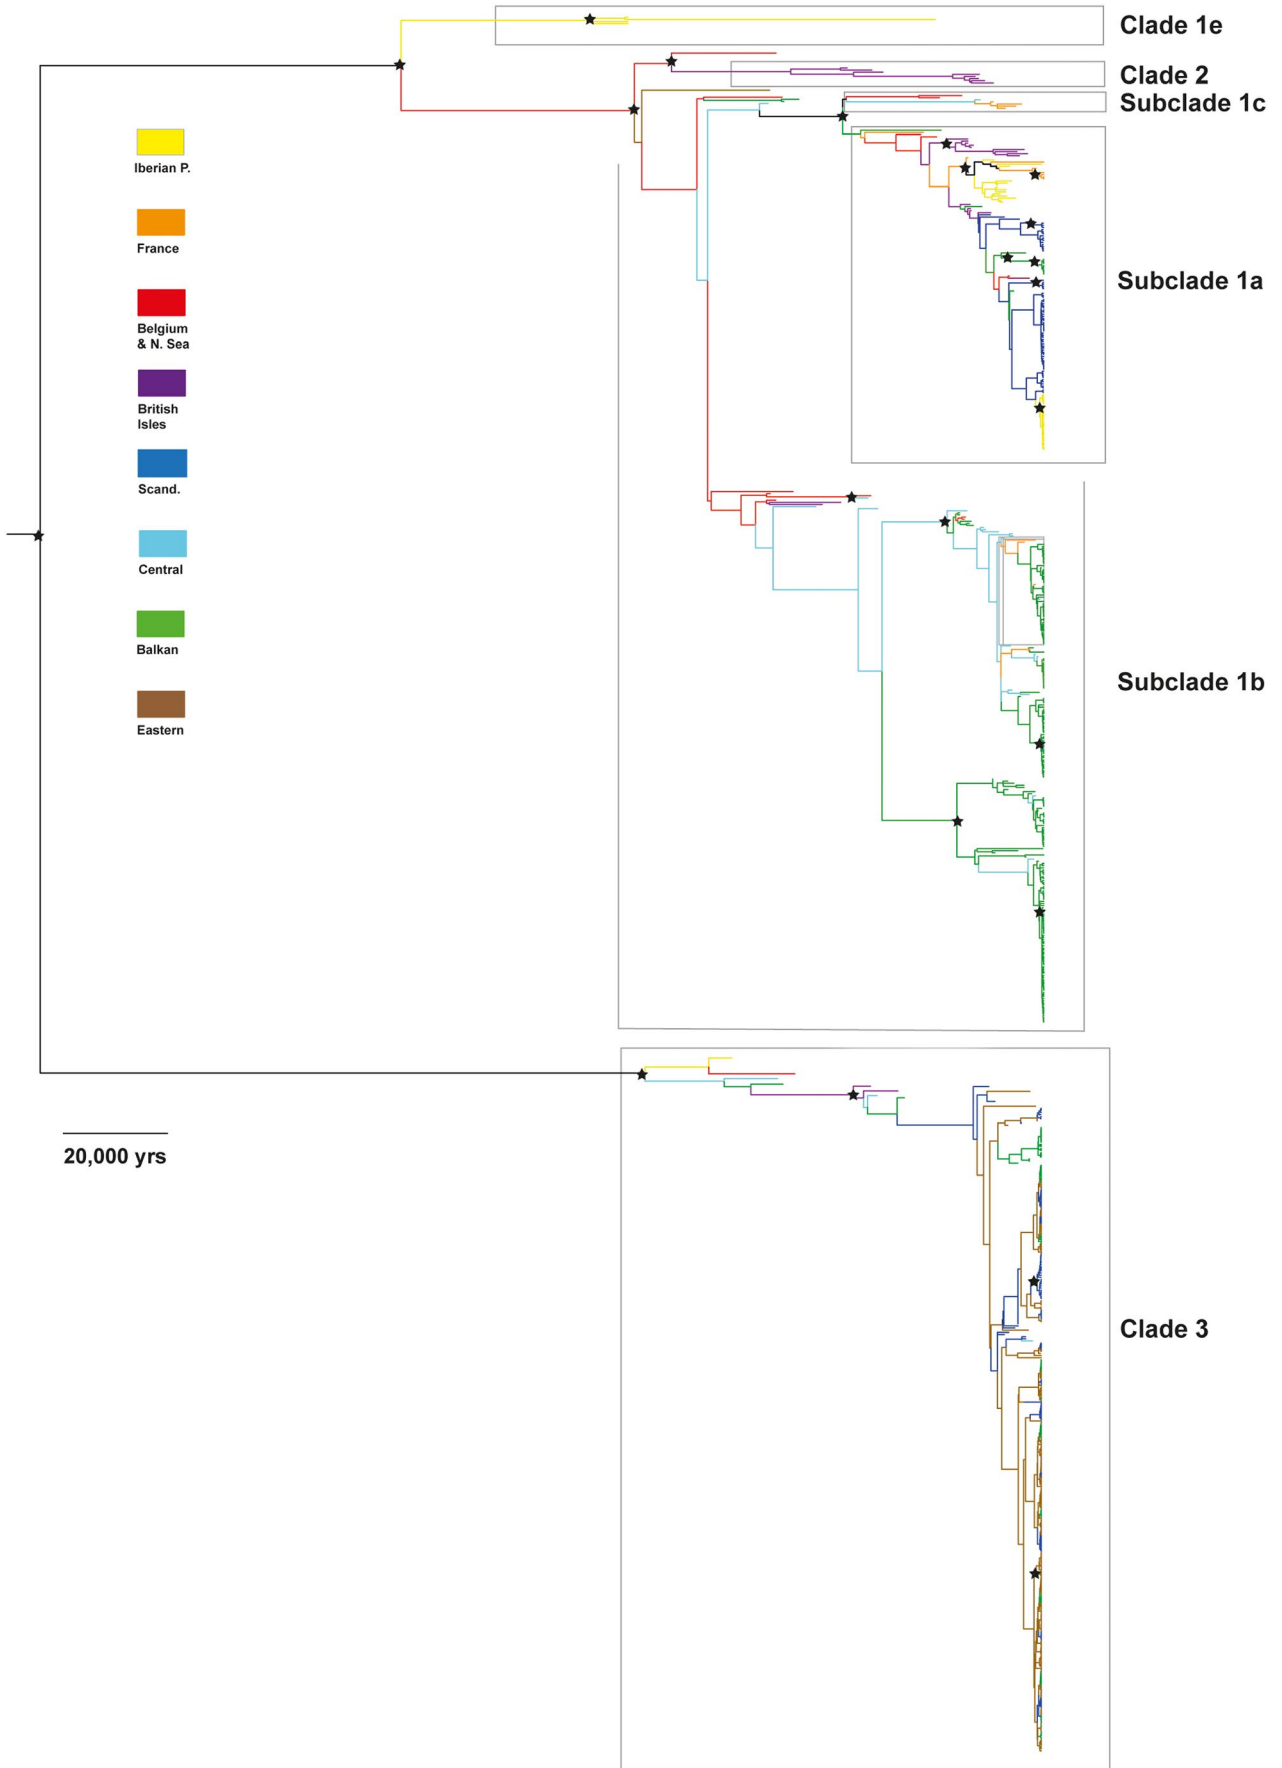 Clade 1e
Clade 2
Subclade 1c
Iberian P.
France
Subclade 1a
Belgium
& N. Sea
British
Isles
Scand.
Central
Balkan
Subclade 1b
Eastern
20,000 yrs
Clade 3